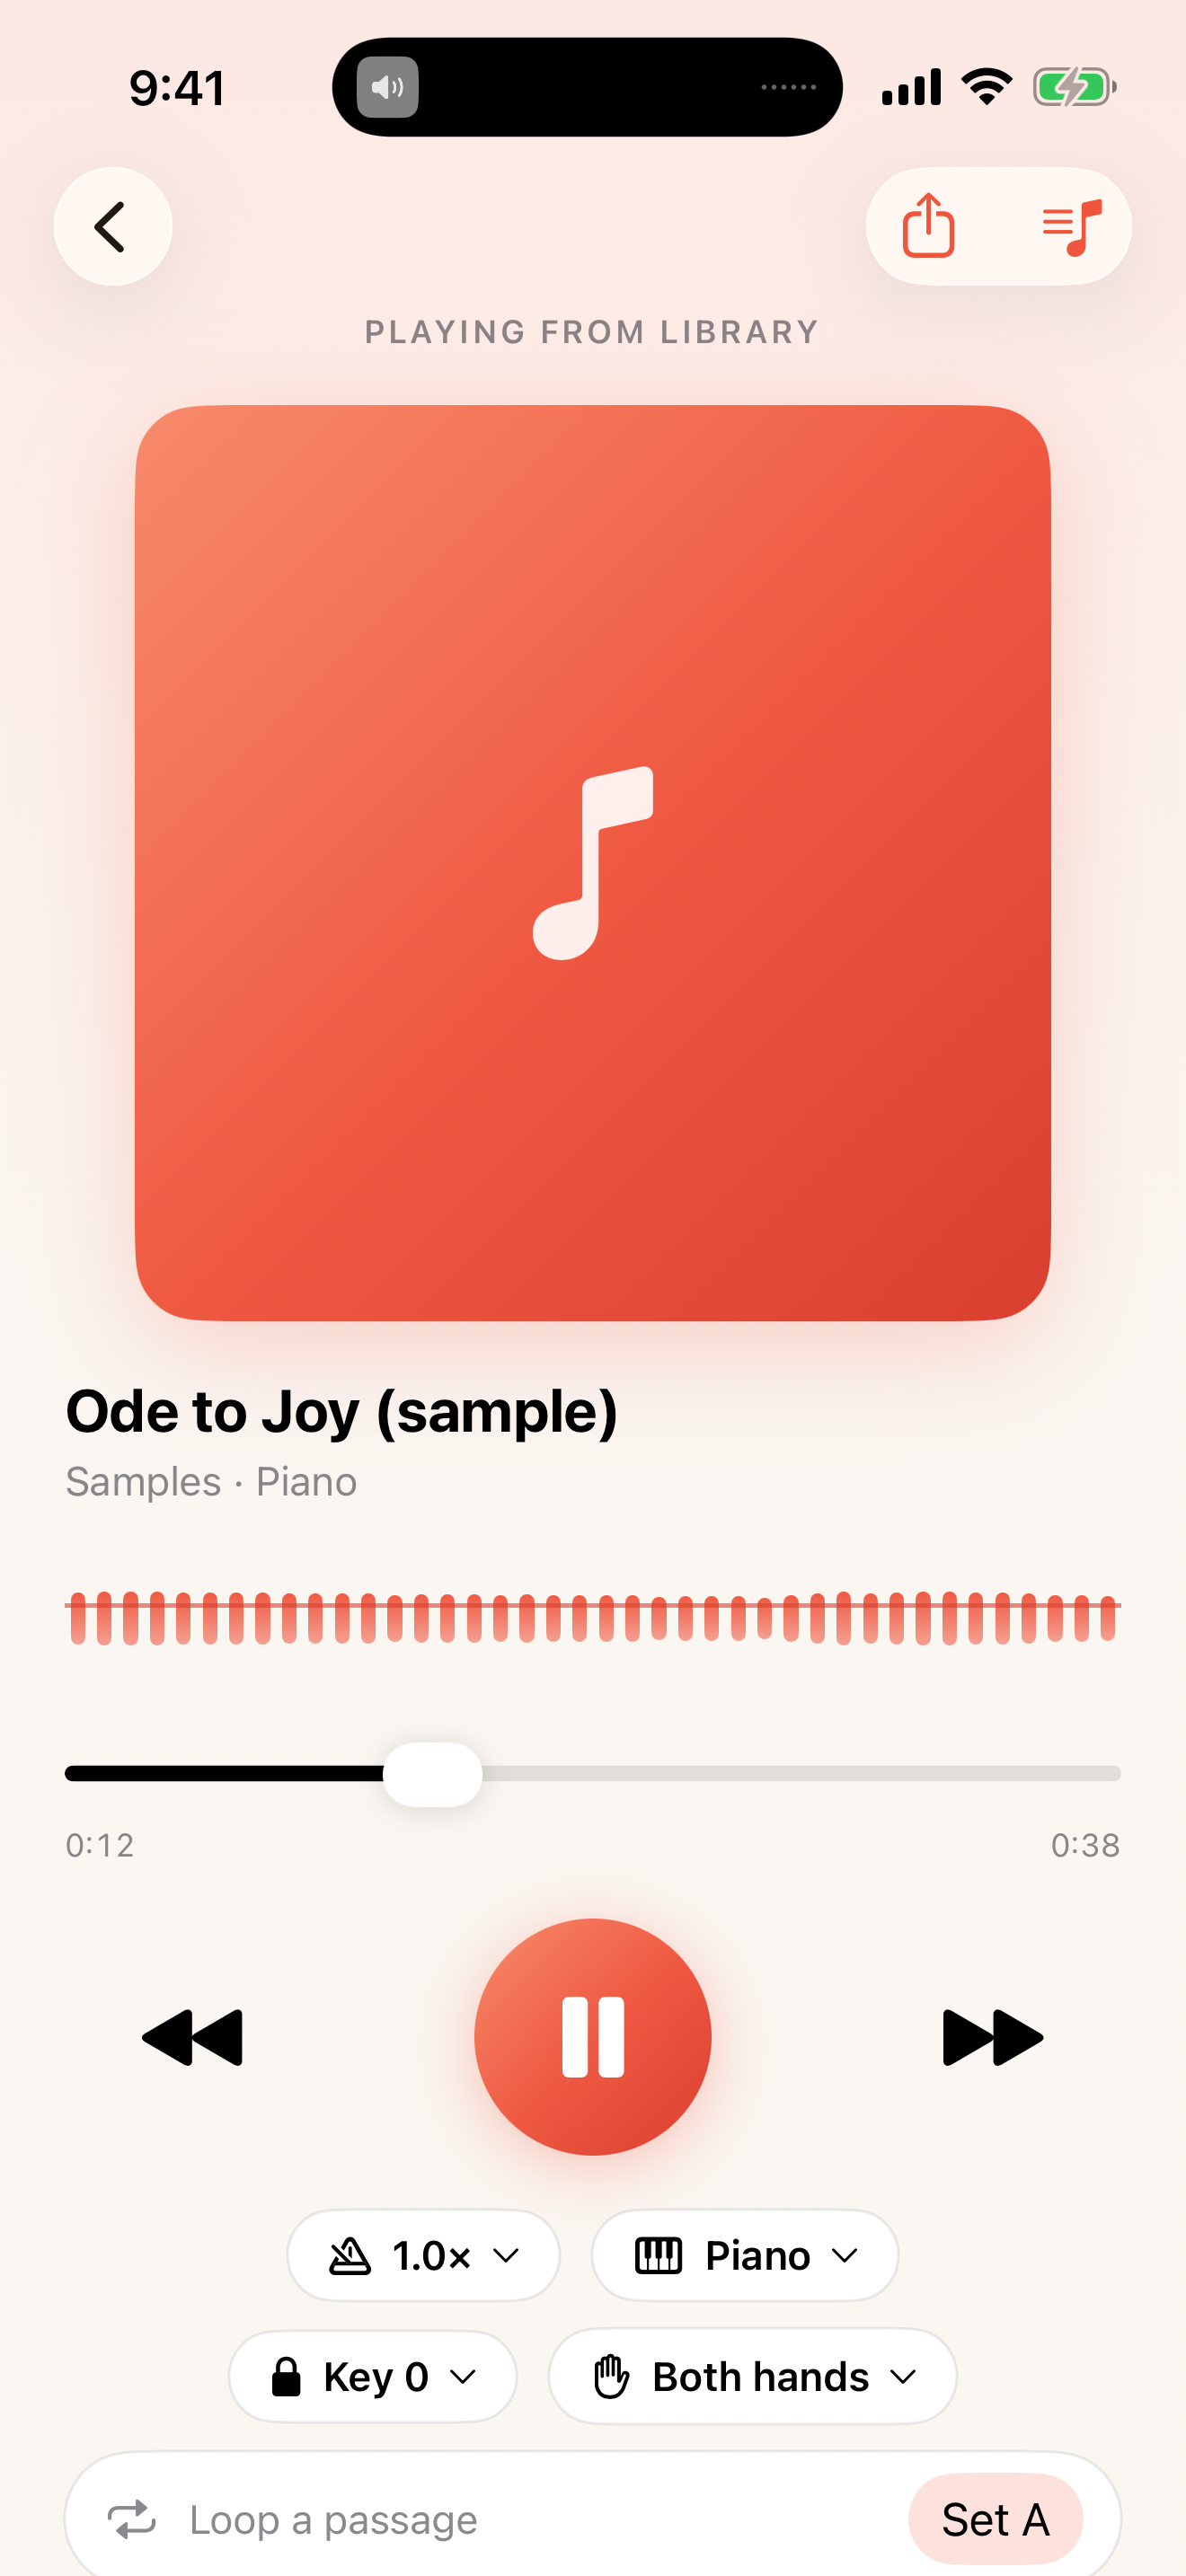 9:41
PLAYING FROM LIBRARY
Ode to Joy (sample)
Samples · Piano
0:12 0:38
1.0× Piano
Key 0 Both hands
Loop a passage Set A